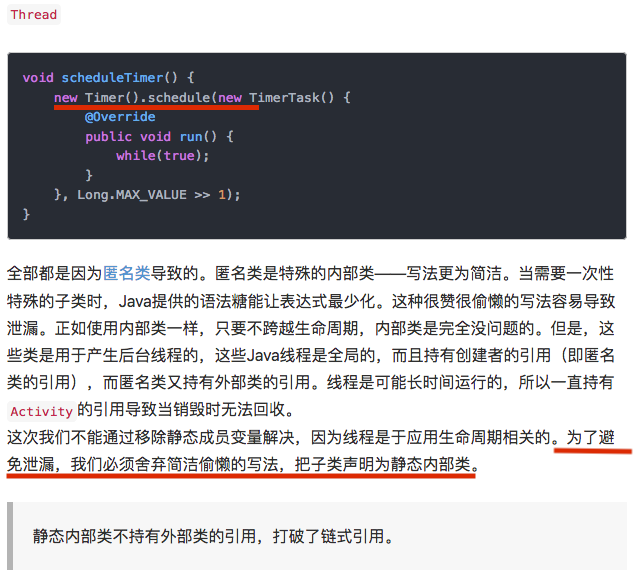 Thread
void scheduleTimer() {
    new Timer().schedule(new TimerTask() {
        @Override
        public void run() {
            while(true);
        }
    }, Long.MAX_VALUE >> 1);
}
全部都是因为匿名类导致的。匿名类是特殊的内部类——写法更为简洁。当需要一次性
特殊的子类时，Java提供的语法糖能让表达式最少化。这种很赞很偷懒的写法容易导致
泄漏。正如使用内部类一样，只要不跨越生命周期，内部类是完全没问题的。但是，这
些类是用于产生后台线程的，这些Java线程是全局的，而且持有创建者的引用（即匿名
类的引用），而匿名类又持有外部类的引用。线程是可能长时间运行的，所以一直持有
Activity 的引用导致当销毁时无法回收。
这次我们不能通过移除静态成员变量解决，因为线程是于应用生命周期相关的。为了避
免泄漏，我们必须舍弃简洁偷懒的写法，把子类声明为静态内部类。
静态内部类不持有外部类的引用，打破了链式引用。